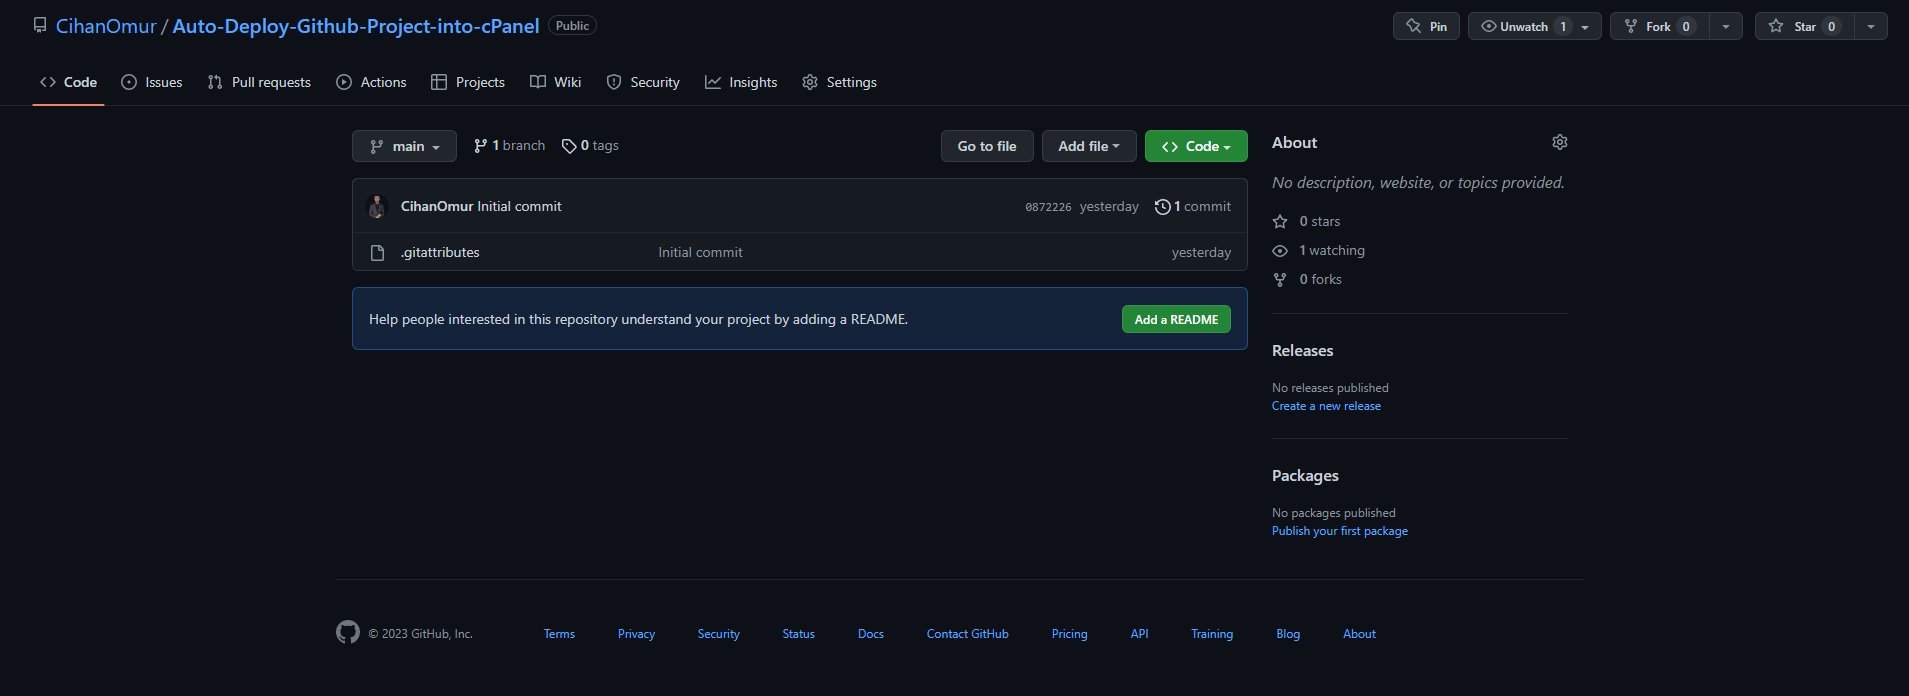 CihanOmur / Auto-Deploy-Github-Project-into-cPanel Public Pin Unwatch 1 Fork 0 Star 0
Code Issues Pull requests Actions Projects Wiki Security Insights Settings
main 1 branch 0 tags Go to file Add file Code
CihanOmur Initial commit 0872226 yesterday 1 commit
.gitattributes Initial commit yesterday
Help people interested in this repository understand your project by adding a README. Add a README
About
No description, website, or topics provided.
0 stars
1 watching
0 forks
Releases
No releases published
Create a new release
Packages
No packages published
Publish your first package
© 2023 GitHub, Inc. Terms Privacy Security Status Docs Contact GitHub Pricing API Training Blog About